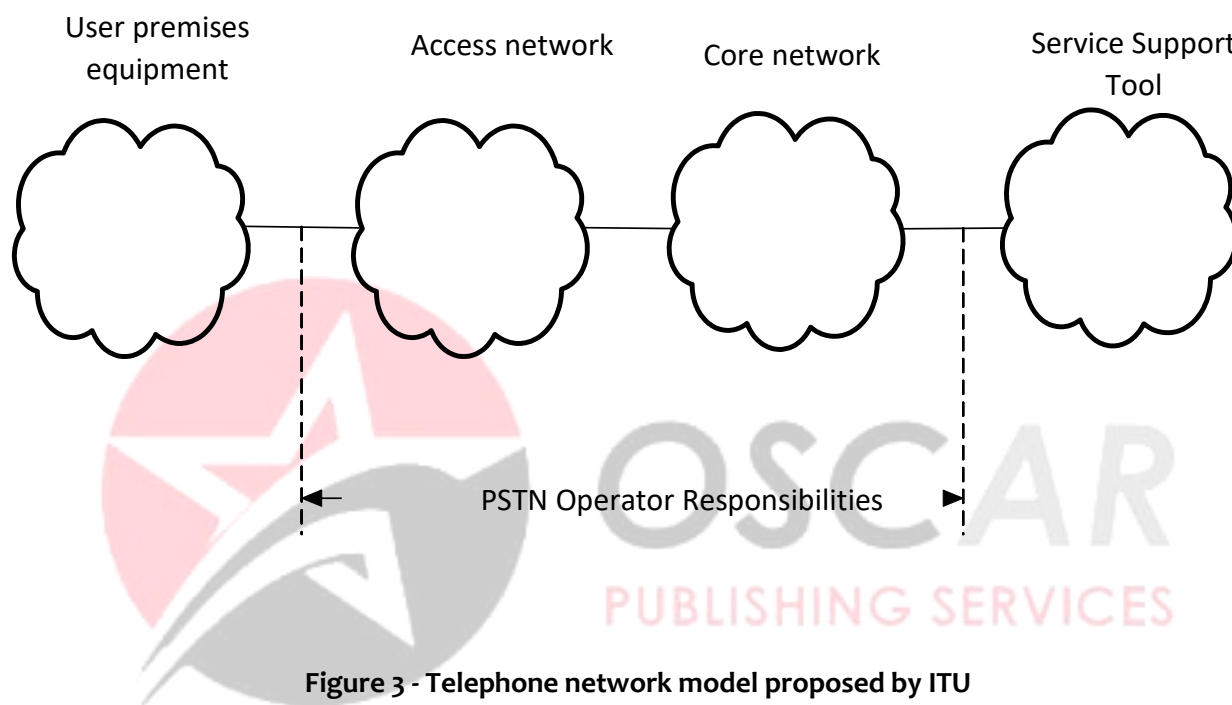 User premises
equipment
Access network
Core network
Service Support
Tool
PSTN Operator Responsibilities
OSCAR
PUBLISHING SERVICES
Figure 3 - Telephone network model proposed by ITU